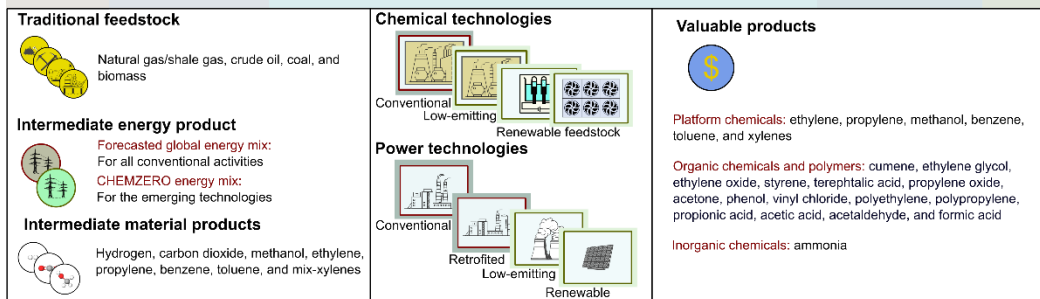 Traditional feedstock
Natural gas/shale gas, crude oil, coal, and
biomass
Intermediate energy product
Forecasted global energy mix:
For all conventional activities
CHEMZERO energy mix:
For the emerging technologies
Intermediate material products
Hydrogen, carbon dioxide, methanol, ethylene,
propylene, benzene, toluene, and mix-xylenes
Chemical technologies
Conventional
Low-emitting
Renewable feedstock
Power technologies
Conventional
Retrofited
Low-emitting
Renewable
Valuable products
$
Platform chemicals: ethylene, propylene, methanol, benzene,
toluene, and xylenes
Organic chemicals and polymers: cumene, ethylene glycol,
ethylene oxide, styrene, terephtalic acid, propylene oxide,
acetone, phenol, vinyl chloride, polyethylene, polypropylene,
propionic acid, acetic acid, acetaldehyde, and formic acid
Inorganic chemicals: ammonia